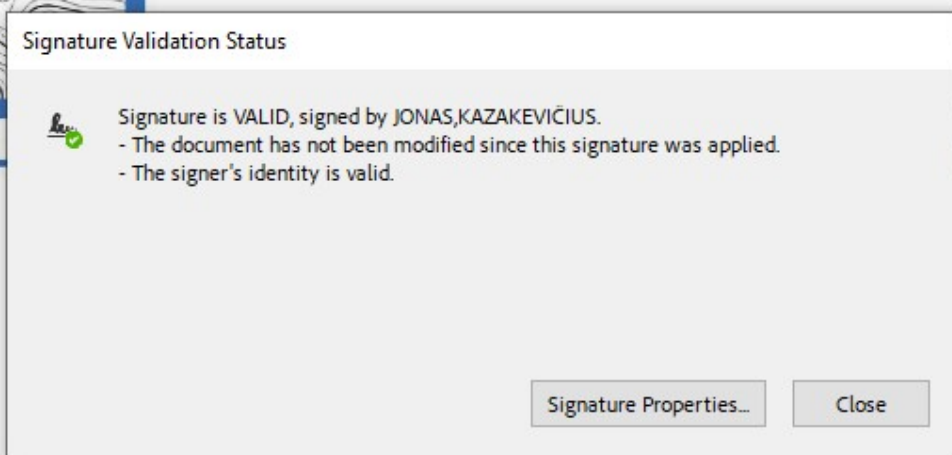 Signature Validation Status
Signature is VALID, signed by JONAS,KAZAKEVIČIUS.
- The document has not been modified since this signature was applied.
- The signer's identity is valid.
Signature Properties...
Close